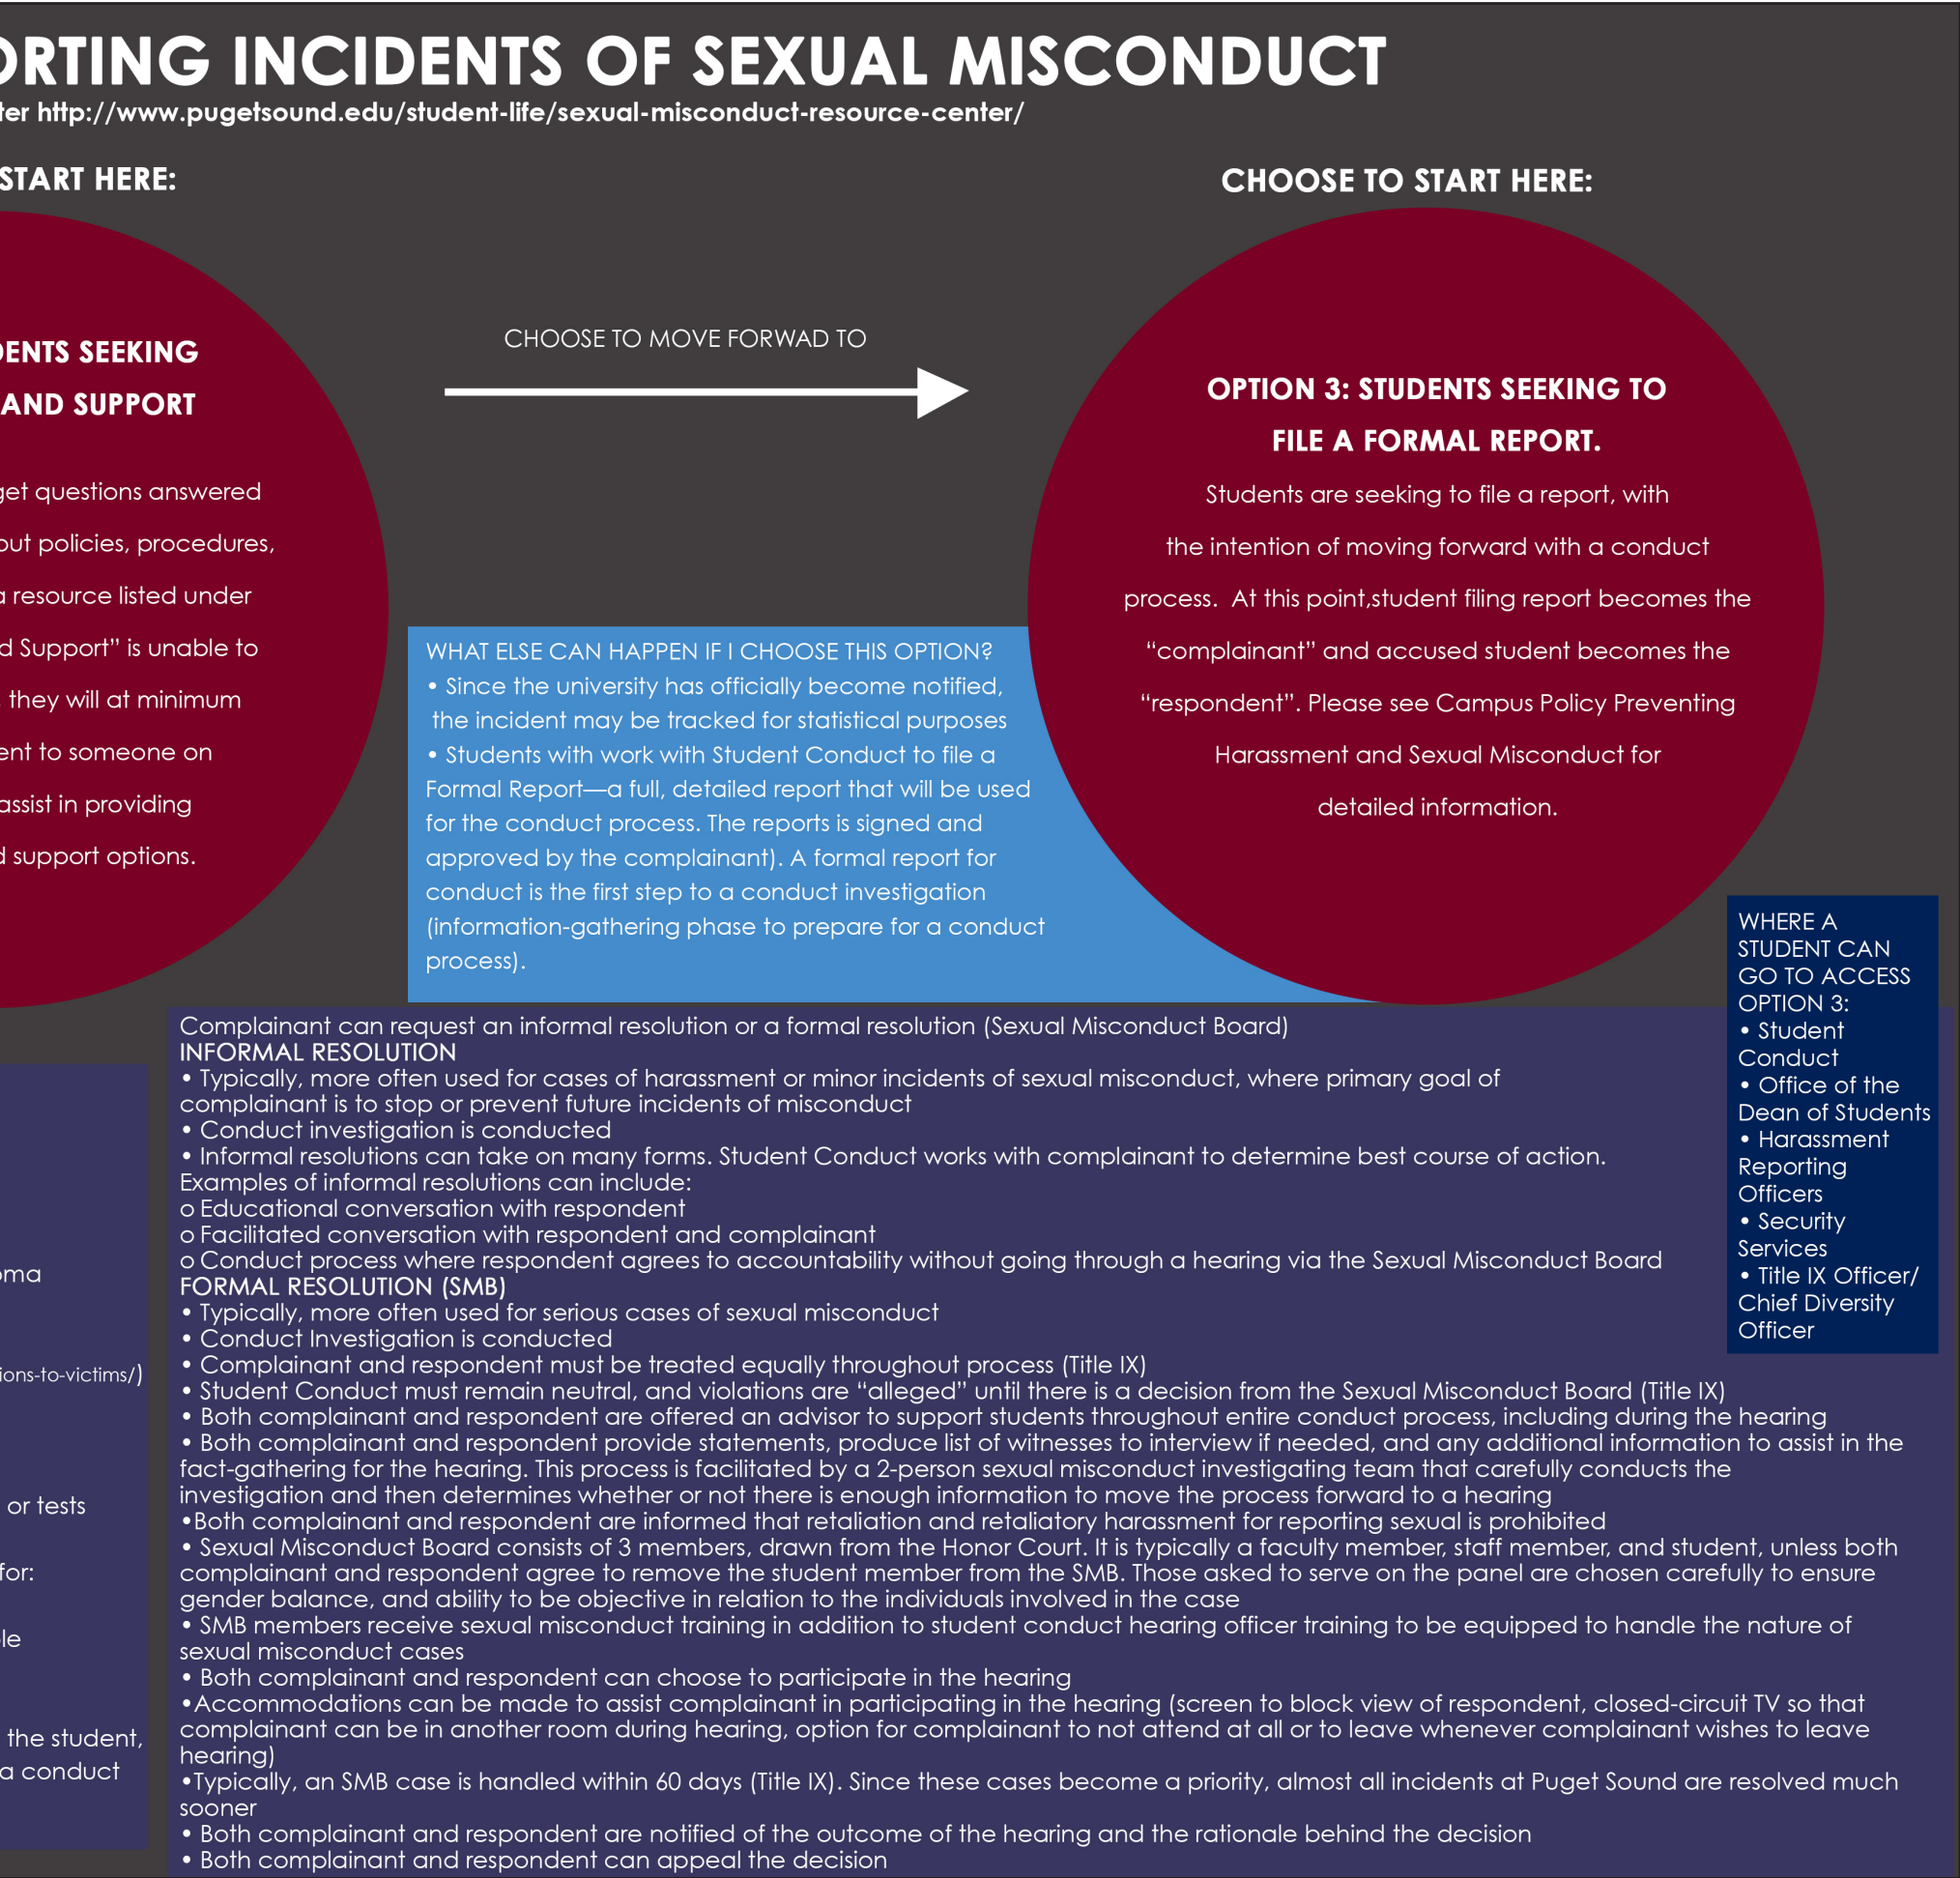 ORTING INCIDENTS OF SEXUAL MISCONDUCT
ter http://www.pugetsound.edu/student-life/sexual-misconduct-resource-center/
START HERE:
DENTS SEEKING
AND SUPPORT
get questions answered
out policies, procedures,
a resource listed under
d Support” is unable to
they will at minimum
ent to someone on
assist in providing
d support options.
CHOOSE TO MOVE FORWAD TO
CHOOSE TO START HERE:
OPTION 3: STUDENTS SEEKING TO
FILE A FORMAL REPORT.
Students are seeking to file a report, with
the intention of moving forward with a conduct
process.  At this point,student filing report becomes the
“complainant” and accused student becomes the
“respondent”. Please see Campus Policy Preventing
Harassment and Sexual Misconduct for
detailed information.
WHAT ELSE CAN HAPPEN IF I CHOOSE THIS OPTION?
• Since the university has officially become notified,
the incident may be tracked for statistical purposes
• Students with work with Student Conduct to file a
Formal Report—a full, detailed report that will be used
for the conduct process. The reports is signed and
approved by the complainant). A formal report for
conduct is the first step to a conduct investigation
(information-gathering phase to prepare for a conduct
process).
WHERE A
STUDENT CAN
GO TO ACCESS
OPTION 3:
• Student
Conduct
• Office of the
Dean of Students
• Harassment
Reporting
Officers
• Security
Services
• Title IX Officer/
Chief Diversity
Officer
oma
ions-to-victims/)
or tests
for:
le
the student,
a conduct
Complainant can request an informal resolution or a formal resolution (Sexual Misconduct Board)
INFORMAL RESOLUTION
• Typically, more often used for cases of harassment or minor incidents of sexual misconduct, where primary goal of
complainant is to stop or prevent future incidents of misconduct
• Conduct investigation is conducted
• Informal resolutions can take on many forms. Student Conduct works with complainant to determine best course of action.
Examples of informal resolutions can include:
o Educational conversation with respondent
o Facilitated conversation with respondent and complainant
o Conduct process where respondent agrees to accountability without going through a hearing via the Sexual Misconduct Board
FORMAL RESOLUTION (SMB)
• Typically, more often used for serious cases of sexual misconduct
• Conduct Investigation is conducted
• Complainant and respondent must be treated equally throughout process (Title IX)
• Student Conduct must remain neutral, and violations are “alleged” until there is a decision from the Sexual Misconduct Board (Title IX)
• Both complainant and respondent are offered an advisor to support students throughout entire conduct process, including during the hearing
• Both complainant and respondent provide statements, produce list of witnesses to interview if needed, and any additional information to assist in the
fact-gathering for the hearing. This process is facilitated by a 2-person sexual misconduct investigating team that carefully conducts the
investigation and then determines whether or not there is enough information to move the process forward to a hearing
•Both complainant and respondent are informed that retaliation and retaliatory harassment for reporting sexual is prohibited
• Sexual Misconduct Board consists of 3 members, drawn from the Honor Court. It is typically a faculty member, staff member, and student, unless both
complainant and respondent agree to remove the student member from the SMB. Those asked to serve on the panel are chosen carefully to ensure
gender balance, and ability to be objective in relation to the individuals involved in the case
• SMB members receive sexual misconduct training in addition to student conduct hearing officer training to be equipped to handle the nature of
sexual misconduct cases
• Both complainant and respondent can choose to participate in the hearing
•Accommodations can be made to assist complainant in participating in the hearing (screen to block view of respondent, closed-circuit TV so that
complainant can be in another room during hearing, option for complainant to not attend at all or to leave whenever complainant wishes to leave
hearing)
•Typically, an SMB case is handled within 60 days (Title IX). Since these cases become a priority, almost all incidents at Puget Sound are resolved much
sooner
• Both complainant and respondent are notified of the outcome of the hearing and the rationale behind the decision
• Both complainant and respondent can appeal the decision